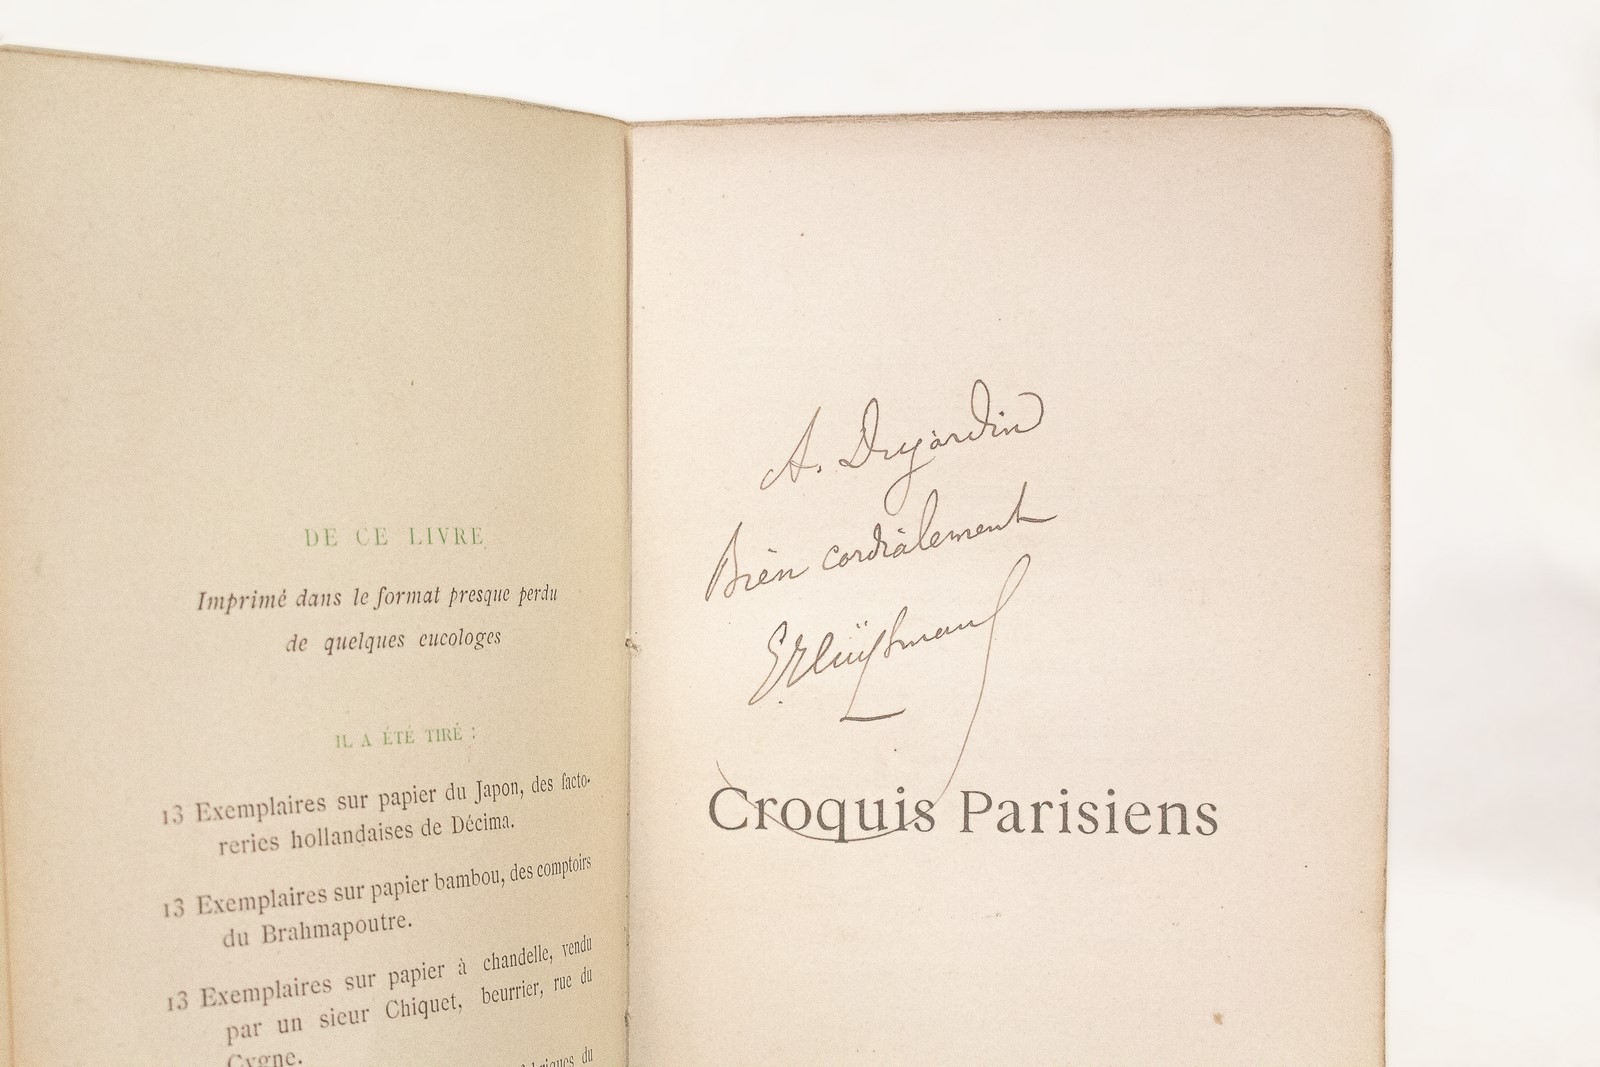 DE CE LIVRE
Imprimé dans le format presque perdu
de quelques eucologes
IL A ÉTÉ TIRÉ :
13 Exemplaires sur papier du Japon, des facto-
reries hollandaises de Décima.
13 Exemplaires sur papier bambou, des comptoirs
du Brahmapoutre.
13 Exemplaires sur papier à chandelle, vendu
par un sieur Chiquet, beurrier, rue du
Cygne.
du
A. Dujardin
Bien cordialement
Huÿsmans
Croquis Parisiens